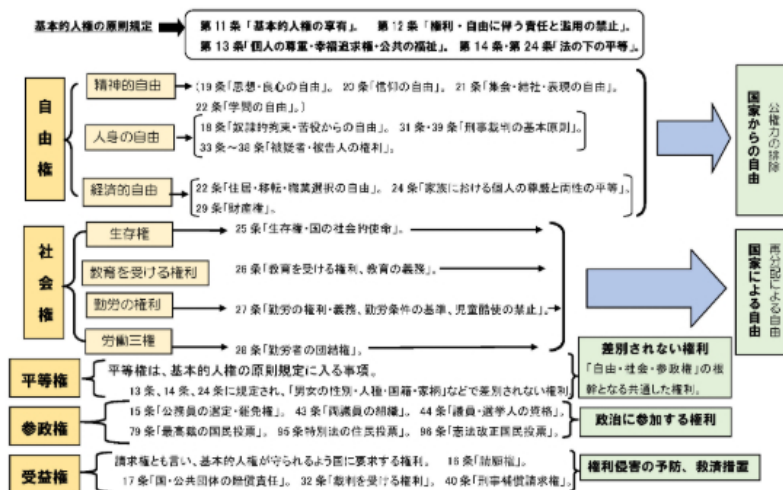 基本的人権の原則規定
第11条「基本的人権の享有」。 第12条「権利・自由に伴う責任と濫用の禁止」。
第13条「個人の尊重・幸福追求権・公共の福祉」。 第14条・第24条「法の下の平等」。
自由権
精神的自由
(19条「思想・良心の自由」。 20条「信仰の自由」。 21条「集会・結社・表現の自由」。
22条「学問の自由」。)
人身の自由
18条「奴隷的拘束・苦役からの自由」。 31・39条「刑事裁判の基本原則」。
33条～38条「被疑者・被告人の権利」。
経済的自由
22条「住居・移転・職業選択の自由」。 24条「家族における個人の尊厳と両性の平等」。
29条「財産権」。
公権力の排除
国家からの自由
社会権
生存権
25条「生存権・国の社会的使命」。
教育を受ける権利
26条「教育を受ける権利、教育の義務」。
勤労の権利
27条「勤労の権利・義務、勤労条件の基準、児童酷使の禁止」。
労働三権
28条「勤労者の団結権」。
再分配による自由
国家による自由
平等権
平等権は、基本的人権の原則規定に入る事項。
13条、14条、24条に規定され、「男女の性別・人種・国籍・家柄」などで差別されない権利
差別されない権利
「自由・社会・参政権」の根
幹となる共通した権利。
参政権
15条「公務員の選定・罷免権」。 43条「両議員の組織」。 44条「議員・選挙人の資格」。
79条「最高裁の国民投票」。 95条特別法の住民投票」。 96条「憲法改正国民投票」。
政治に参加する権利
受益権
請求権とも言い、基本的人権が守られるよう国に要求する権利。 16条「請願権」。
17条「国・公共団体の賠償責任」。 32条「裁判を受ける権利」。 40条「刑事補償請求権」。
権利侵害の予防、救済措置